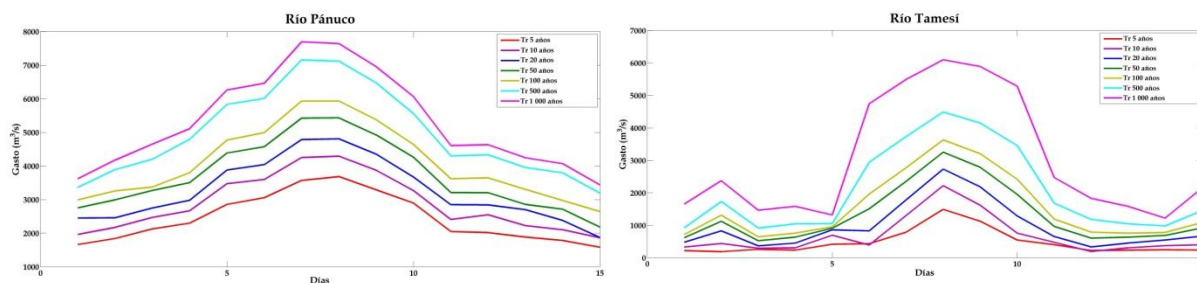 Río Pánuco
8000
7000
6000
5000
4000
3000
2000
1000
Gasto (m³/s)
0
5
10
15
Días
Tr 5 años
Tr 10 años
Tr 20 años
Tr 50 años
Tr 100 años
Tr 500 años
Tr 1 000 años
Río Tamesí
7000
6000
5000
4000
3000
2000
1000
0
Gasto (m³/s)
0
5
10
Días
Tr 5 años
Tr 10 años
Tr 20 años
Tr 50 años
Tr 100 años
Tr 500 años
Tr 1 000 años